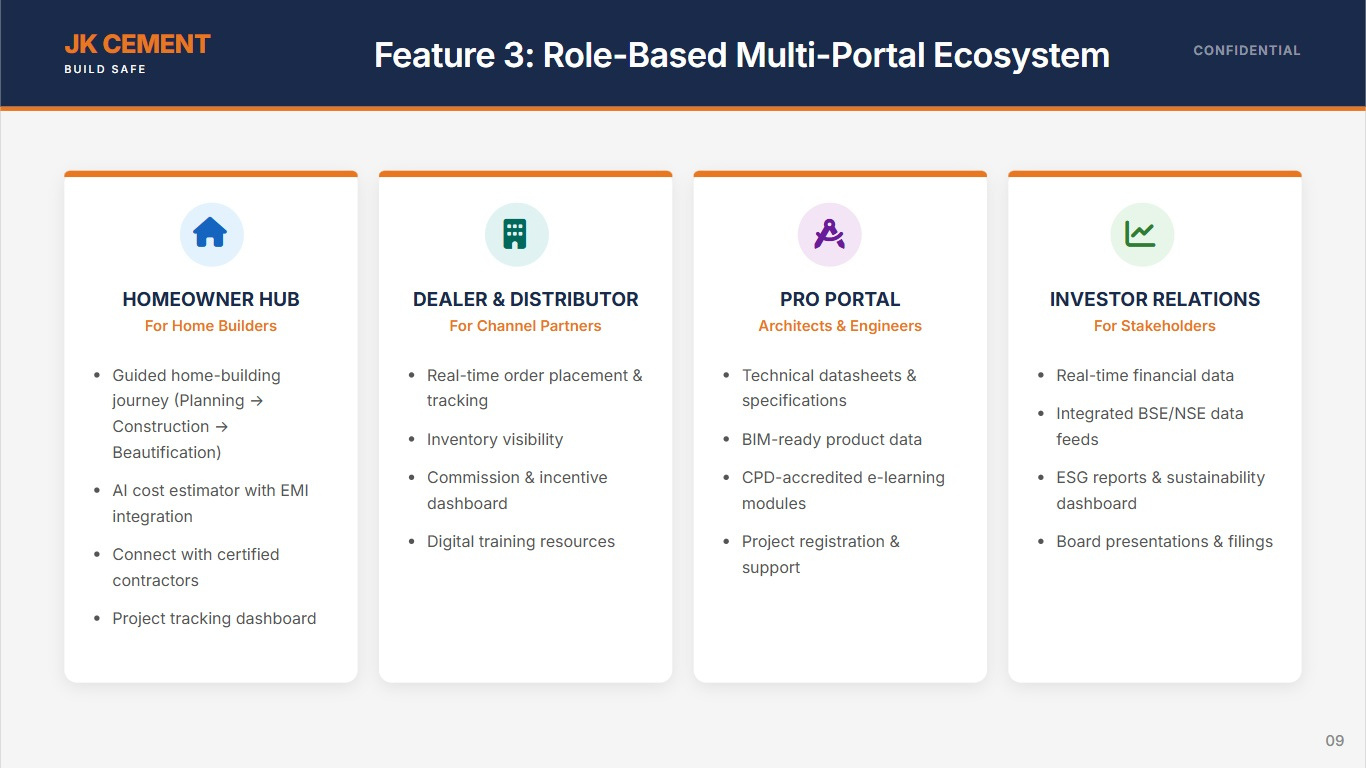 JK CEMENT
BUILD SAFE
Feature 3: Role-Based Multi-Portal Ecosystem
CONFIDENTIAL
HOMEOWNER HUB
For Home Builders
• Guided home-building
journey (Planning →
Construction →
Beautification)
• AI cost estimator with EMI
integration
• Connect with certified
contractors
• Project tracking dashboard
DEALER & DISTRIBUTOR
For Channel Partners
• Real-time order placement &
tracking
• Inventory visibility
• Commission & incentive
dashboard
• Digital training resources
PRO PORTAL
Architects & Engineers
• Technical datasheets &
specifications
• BIM-ready product data
• CPD-accredited e-learning
modules
• Project registration &
support
INVESTOR RELATIONS
For Stakeholders
• Real-time financial data
• Integrated BSE/NSE data
feeds
• ESG reports & sustainability
dashboard
• Board presentations & filings
09